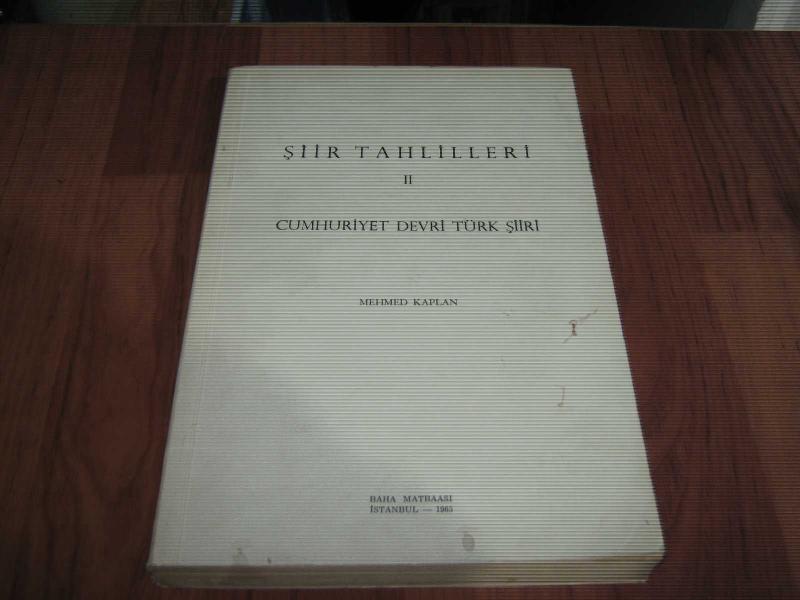 ŞİİR TAHLİLLERİ
II
CUMHURİYET DEVRİ TÜRK ŞİİRİ
MEHMED KAPLAN
BAHA MATBAASI
İSTANBUL — 1965